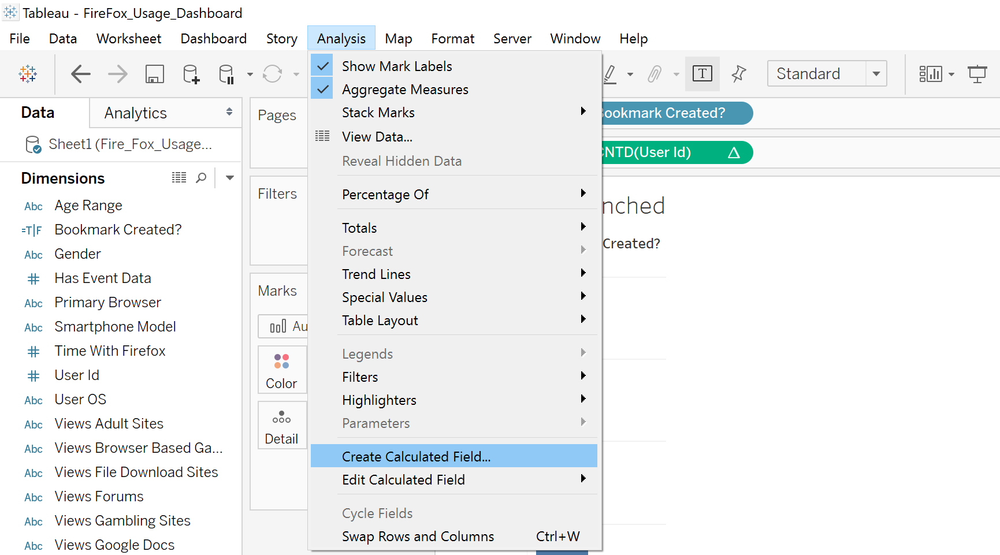 Tableau - FireFox_Usage_Dashboard
File Data Worksheet Dashboard Story Analysis Map Format Server Window Help
T Standard
Data
Analytics
Sheet1 (Fire_Fox_Usage...
Dimensions
Abc Age Range
=T|F Bookmark Created?
Abc Gender
# Has Event Data
Abc Primary Browser
Abc Smartphone Model
# Time With Firefox
# User Id
Abc User OS
Abc Views Adult Sites
Abc Views Browser Based Ga...
Abc Views File Download Sites
Abc Views Forums
Abc Views Gambling Sites
Abc Views Google Docs
Pages
Filters
Marks
Au
Color
Detail
Show Mark Labels
Aggregate Measures
Stack Marks
View Data...
Reveal Hidden Data
Percentage Of
Totals
Forecast
Trend Lines
Special Values
Table Layout
Legends
Filters
Highlighters
Parameters
Create Calculated Field...
Edit Calculated Field
Cycle Fields
Swap Rows and Columns Ctrl+W
ookmark Created?
CNTD(User Id)
nched
Created?